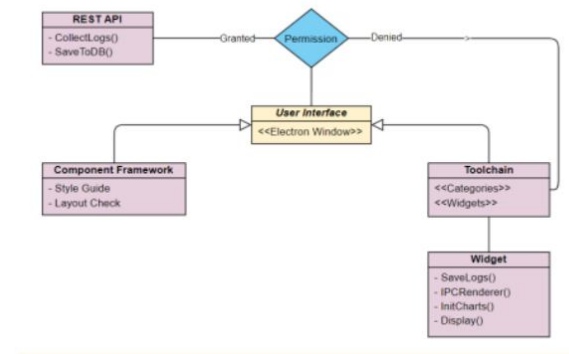 REST API
- CollectLogs()
- SaveToDB()
Granted
Permission
Denied
User Interface
<<Electron Window>>
Component Framework
- Style Guide
- Layout Check
Toolchain
<<Categories>>
<<Widgets>>
Widget
- SaveLogs()
- IPCRenderer()
- InitCharts()
- Display()